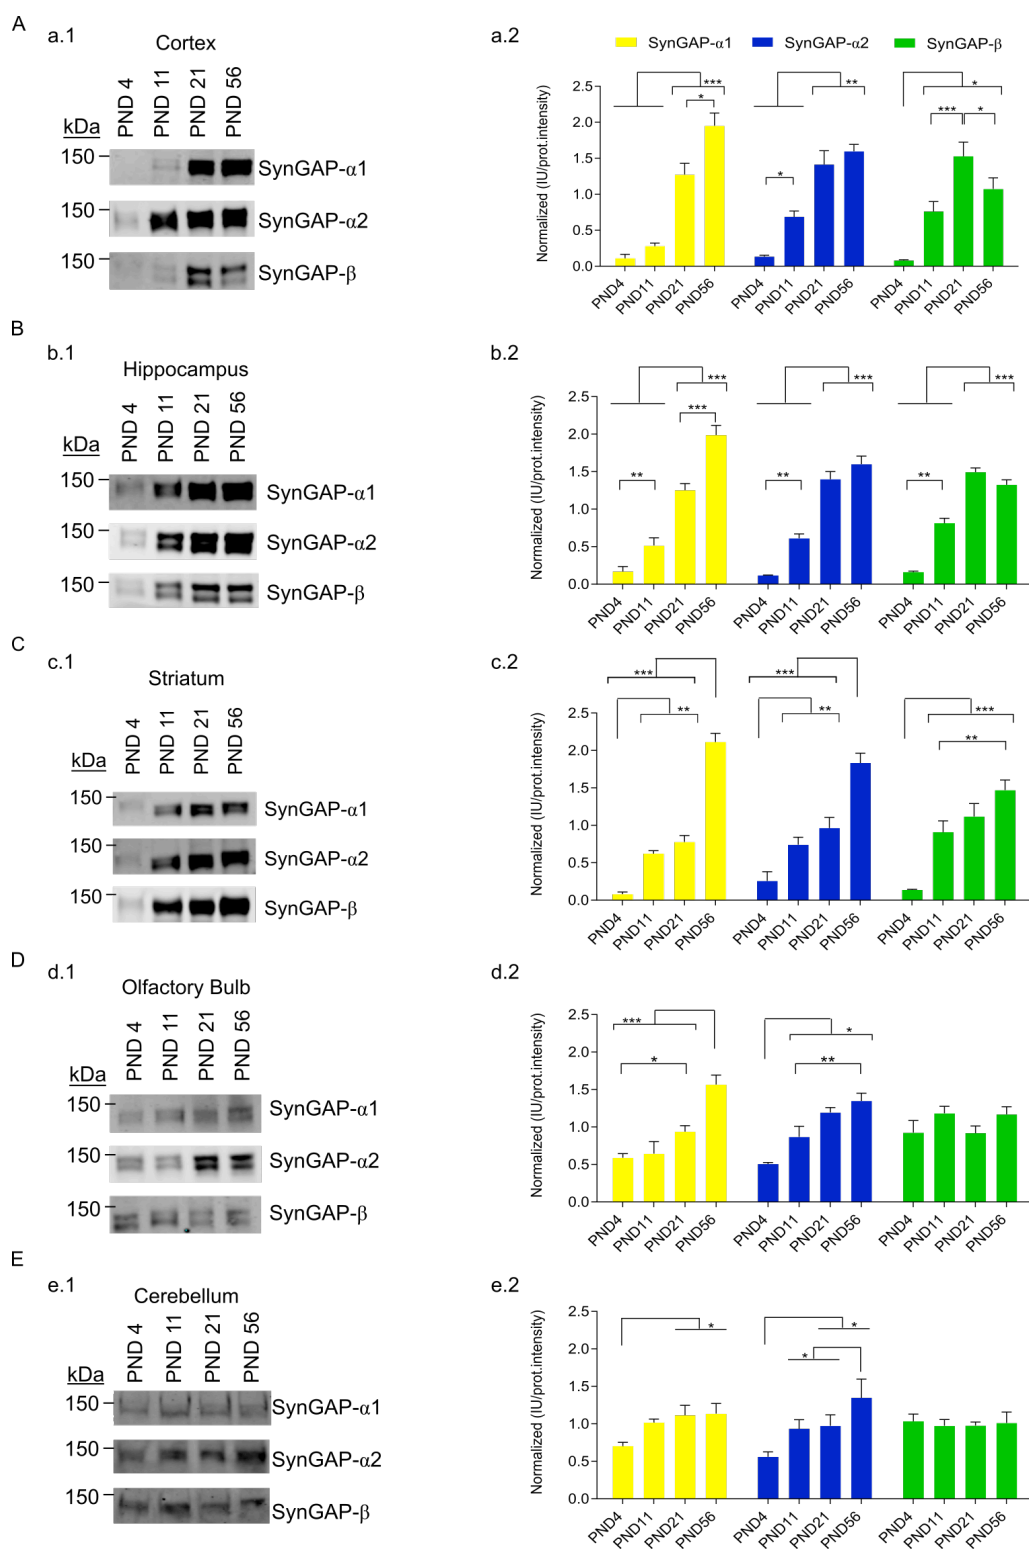 A
a.1
Cortex
kDa
PND 4
PND 11
PND 21
PND 56
150
SynGAP-α1
150
SynGAP-α2
150
SynGAP-β
a.2
SynGAP-α1 SynGAP-α2 SynGAP-β
Normalized (IU/prot.intensity)
2.5
2.0
1.5
1.0
0.5
0.0
*** ** *
* *** *
*
PND4 PND11 PND21 PND56 PND4 PND11 PND21 PND56 PND4 PND11 PND21 PND56
B
b.1
Hippocampus
kDa
PND 4
PND 11
PND 21
PND 56
150
SynGAP-α1
150
SynGAP-α2
150
SynGAP-β
b.2
Normalized (IU/prot.intensity)
2.5
2.0
1.5
1.0
0.5
0.0
*** *** ***
***
** ** **
PND4 PND11 PND21 PND56 PND4 PND11 PND21 PND56 PND4 PND11 PND21 PND56
C
c.1
Striatum
kDa
PND 4
PND 11
PND 21
PND 56
150
SynGAP-α1
150
SynGAP-α2
150
SynGAP-β
c.2
Normalized (IU/prot.intensity)
2.5
2.0
1.5
1.0
0.5
0.0
*** ***
** ** ***
**
PND4 PND11 PND21 PND56 PND4 PND11 PND21 PND56 PND4 PND11 PND21 PND56
D
d.1
Olfactory Bulb
kDa
PND 4
PND 11
PND 21
PND 56
150
SynGAP-α1
150
SynGAP-α2
150
SynGAP-β
d.2
Normalized (IU/prot.intensity)
2.5
2.0
1.5
1.0
0.5
0.0
*** *
* **
PND4 PND11 PND21 PND56 PND4 PND11 PND21 PND56 PND4 PND11 PND21 PND56
E
e.1
Cerebellum
kDa
PND 4
PND 11
PND 21
PND 56
150
SynGAP-α1
150
SynGAP-α2
150
SynGAP-β
e.2
Normalized (IU/prot.intensity)
2.5
2.0
1.5
1.0
0.5
0.0
* *
*
PND4 PND11 PND21 PND56 PND4 PND11 PND21 PND56 PND4 PND11 PND21 PND56